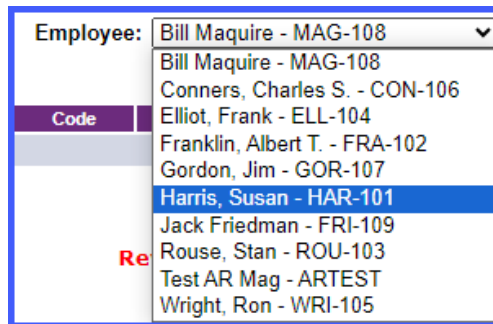 Employee: Bill Maquire - MAG-108
Bill Maquire - MAG-108
Conners, Charles S. - CON-106
Code
Elliot, Frank - ELL-104
Franklin, Albert T. - FRA-102
Gordon, Jim - GOR-107
Harris, Susan - HAR-101
Jack Friedman - FRI-109
Re
Rouse, Stan - ROU-103
Test AR Mag - ARTEST
Wright, Ron - WRI-105